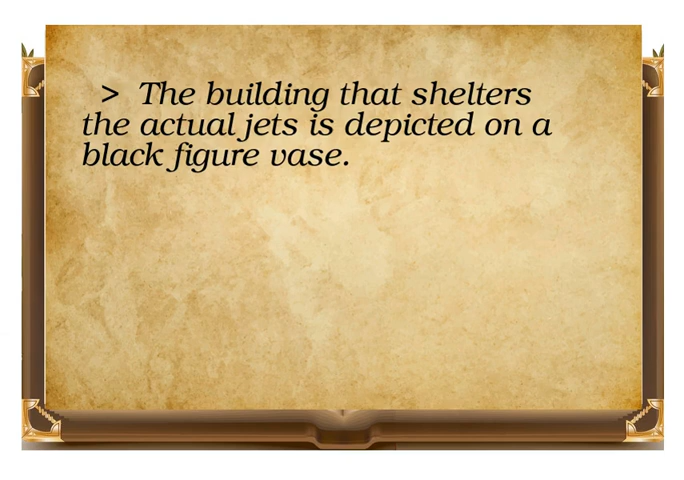 > The building that shelters
the actual jets is depicted on a
black figure vase.